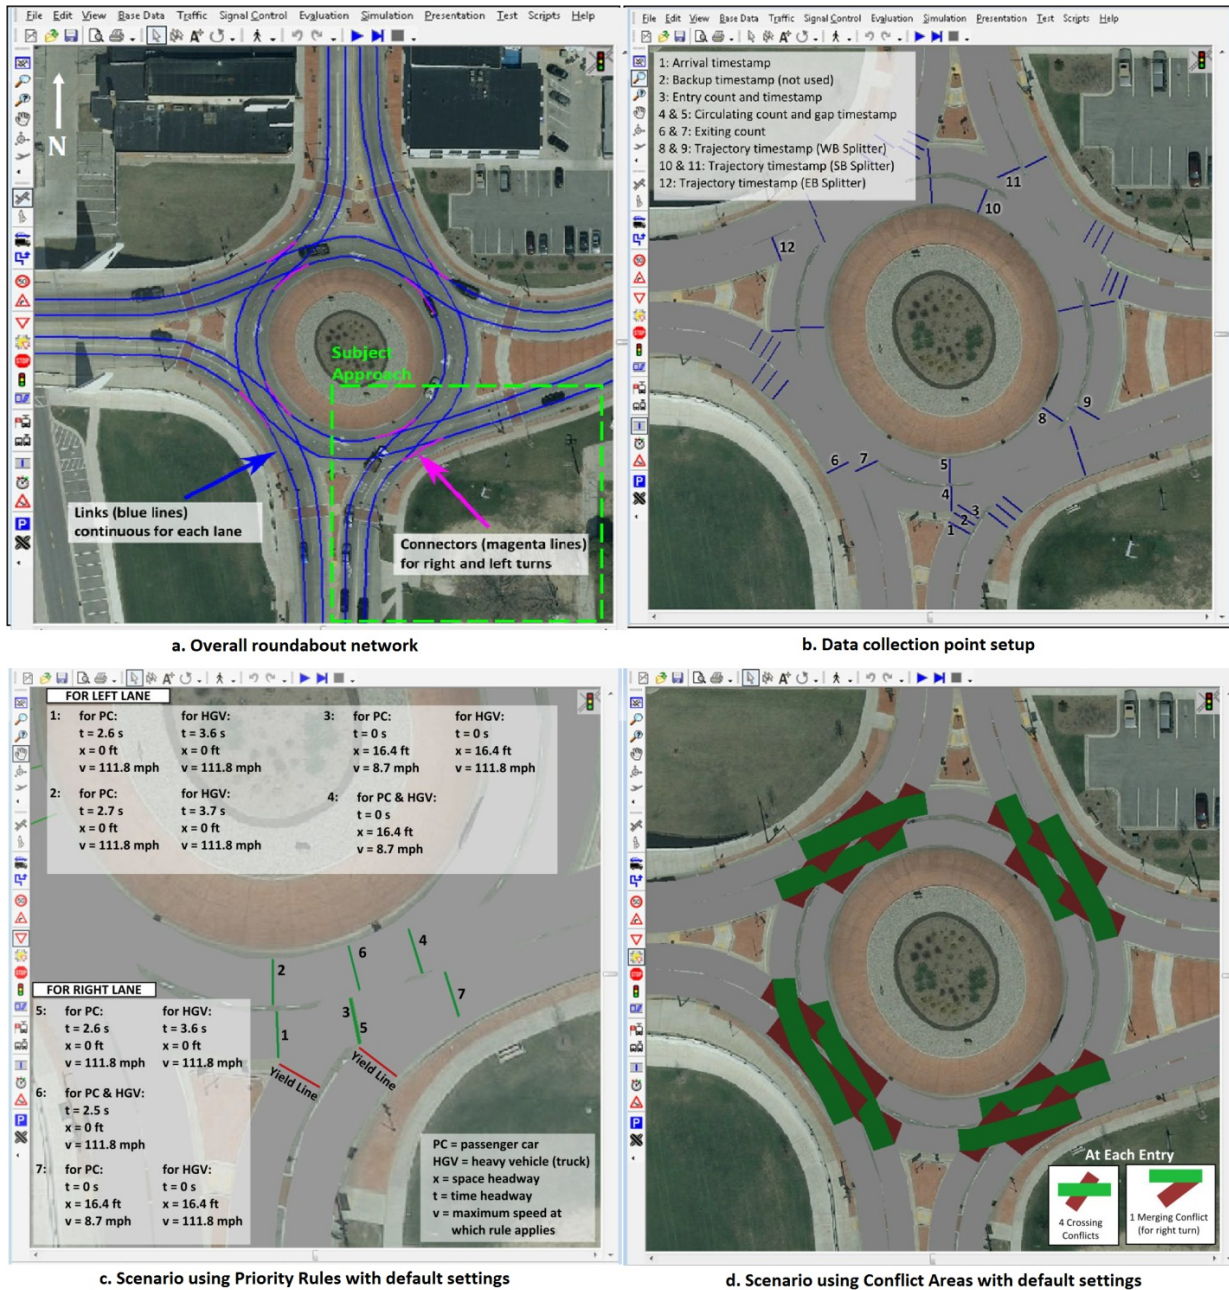 File Edit View Base Data Traffic Signal Control Evaluation Simulation Presentation Test Scripts Help
N
Subject
Approach
Links (blue lines)
continuous for each lane
Connectors (magenta lines)
for right and left turns
a. Overall roundabout network
File Edit View Base Data Traffic Signal Control Evaluation Simulation Presentation Test Scripts Help
1: Arrival timestamp
2: Backup timestamp (not used)
3: Entry count and timestamp
4 & 5: Circulating count and gap timestamp
6 & 7: Exiting count
8 & 9: Trajectory timestamp (WB Splitter)
10 & 11: Trajectory timestamp (SB Splitter)
12: Trajectory timestamp (EB Splitter)
11
10
12
9
8
6 7
5
4
3
2
1
b. Data collection point setup
FOR LEFT LANE
1: for PC: for HGV:
t = 2.6 s t = 3.6 s
x = 0 ft x = 0 ft
v = 111.8 mph v = 111.8 mph
2: for PC: for HGV:
t = 2.7 s t = 3.7 s
x = 0 ft x = 0 ft
v = 111.8 mph v = 111.8 mph
3: for PC: for HGV:
t = 0 s t = 0 s
x = 16.4 ft x = 16.4 ft
v = 8.7 mph v = 111.8 mph
4: for PC & HGV:
t = 0 s
x = 16.4 ft
v = 8.7 mph
2
6
4
7
1
3
5
Yield Line
Yield Line
FOR RIGHT LANE
5: for PC: for HGV:
t = 2.6 s t = 3.6 s
x = 0 ft x = 0 ft
v = 111.8 mph v = 111.8 mph
6: for PC & HGV:
t = 2.5 s
x = 0 ft
v = 111.8 mph
7: for PC: for HGV:
t = 0 s t = 0 s
x = 16.4 ft x = 16.4 ft
v = 8.7 mph v = 111.8 mph
PC = passenger car
HGV = heavy vehicle (truck)
x = space headway
t = time headway
v = maximum speed at
which rule applies
c. Scenario using Priority Rules with default settings
At Each Entry
4 Crossing
Conflicts
1 Merging Conflict
(for right turn)
d. Scenario using Conflict Areas with default settings